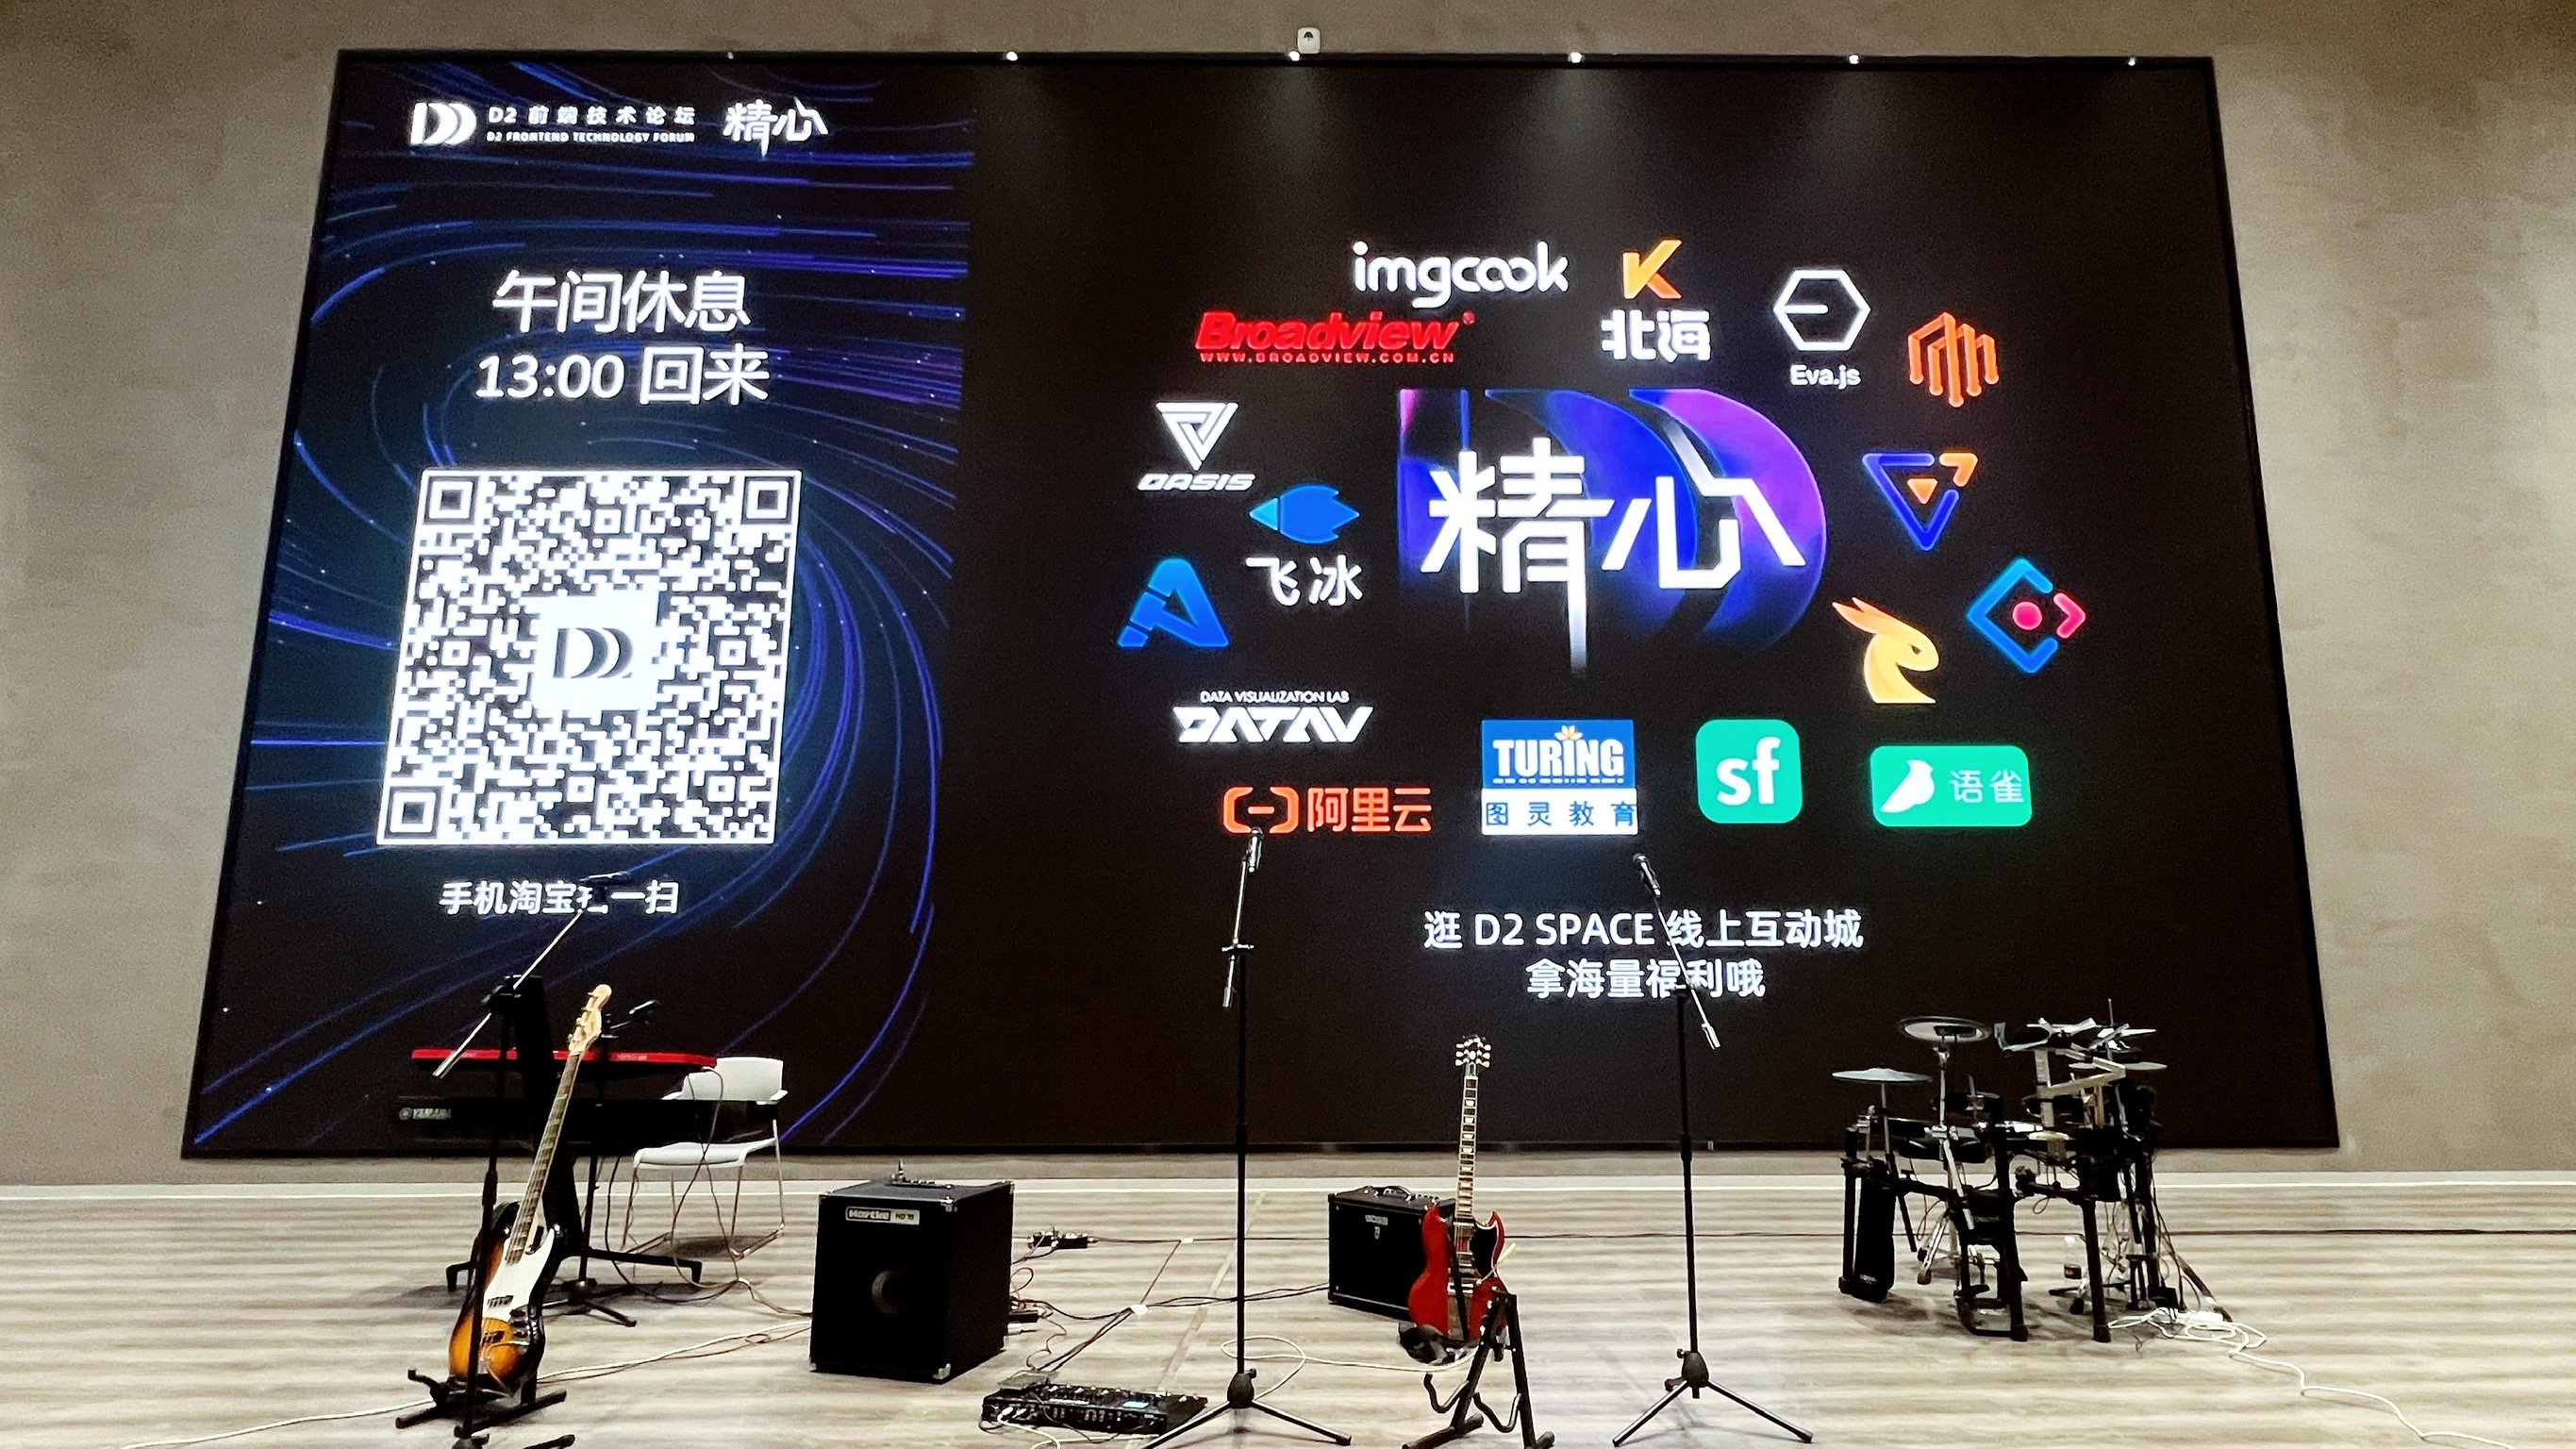 D2 前端技术论坛
D2 FRONTEND TECHNOLOGY FORUM
精心
午间休息
13:00 回来
手机淘宝扫一扫
imgcook
K
北海
Broadview®
WWW.BROADVIEW.COM.CN
Eva.js
OASIS
飞冰
精心
DATA VISUALIZATION LAB
DATAV
阿里云
TURING
图灵教育
sf
语雀
逛 D2 SPACE 线上互动城
拿海量福利哦
YAMAHA
Hartke